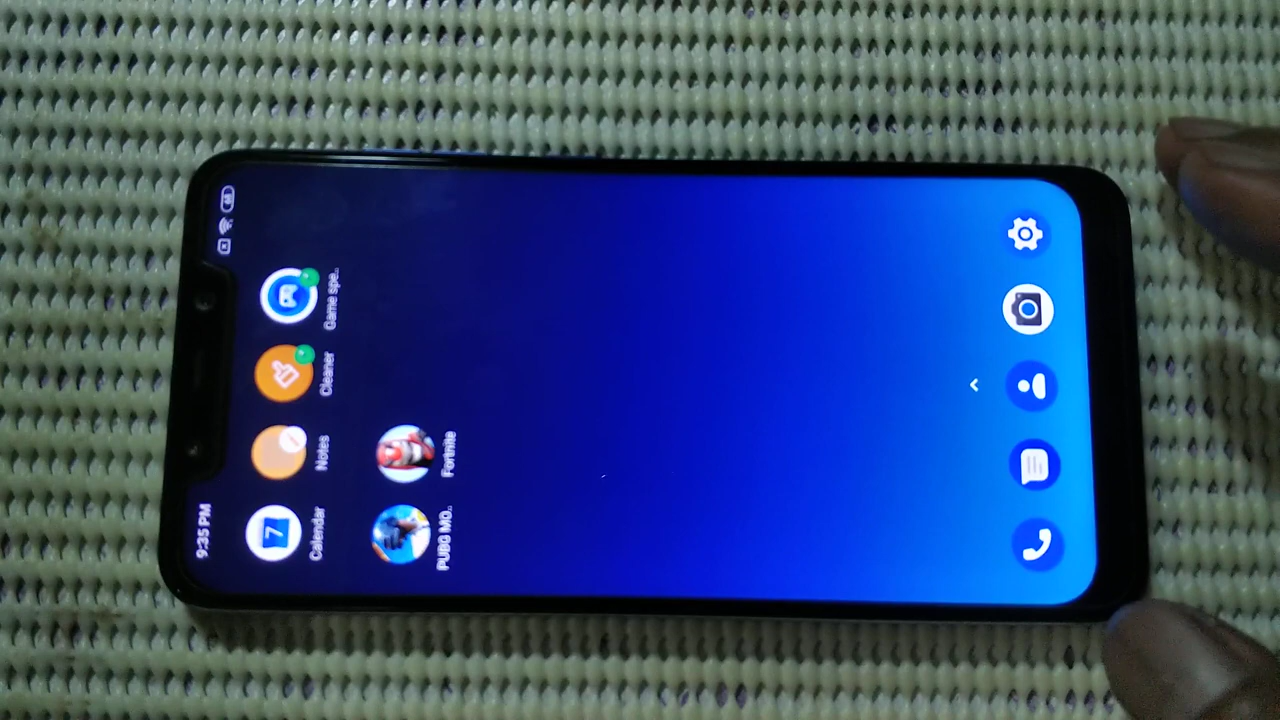 9:35 PM
Calendar
Notes
Cleaner
Game spe..
PUBG MO..
Fortnite
7